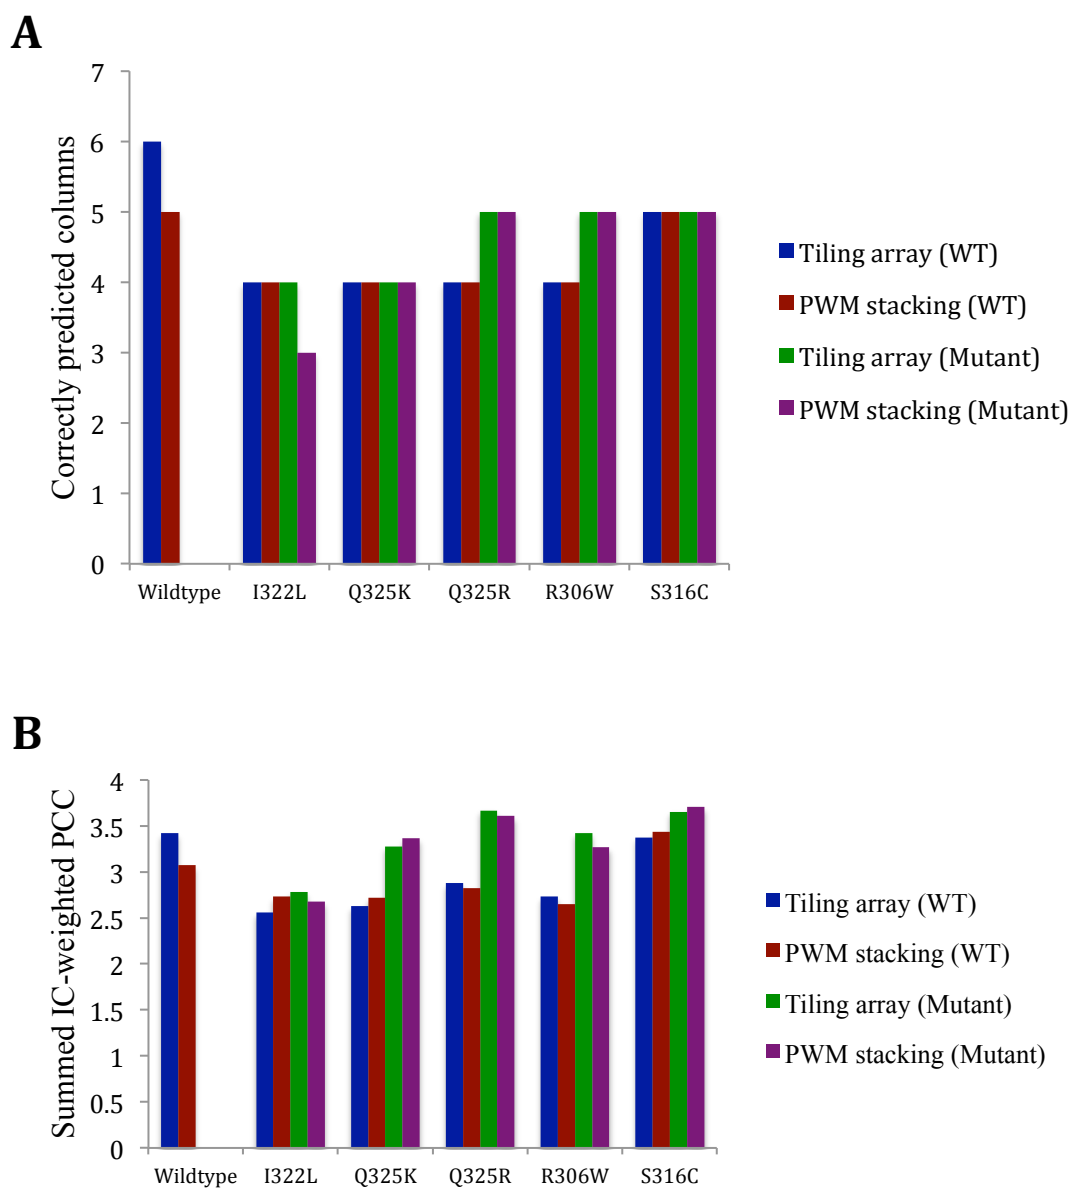 A
Correctly predicted columns
7
6
5
4
3
2
1
0
Wildtype I322L Q325K Q325R R306W S316C
Tiling array (WT)
PWM stacking (WT)
Tiling array (Mutant)
PWM stacking (Mutant)
B
Summed IC-weighted PCC
4
3.5
3
2.5
2
1.5
1
0.5
0
Wildtype I322L Q325K Q325R R306W S316C
Tiling array (WT)
PWM stacking (WT)
Tiling array (Mutant)
PWM stacking (Mutant)